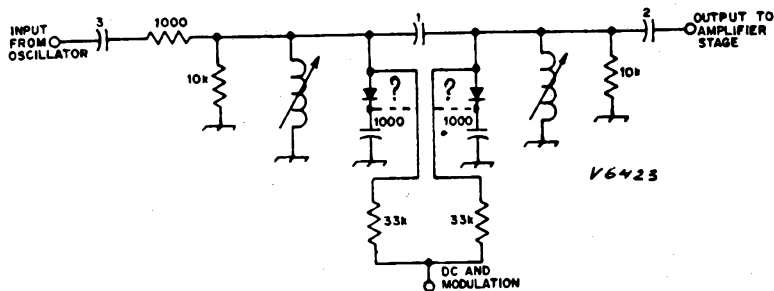 INPUT
FROM
OSCILLATOR
3
1000
1
2
OUTPUT TO
AMPLIFIER
STAGE
10k
?
?
10k
1000
1000
V6423
33k
33k
DC AND
MODULATION